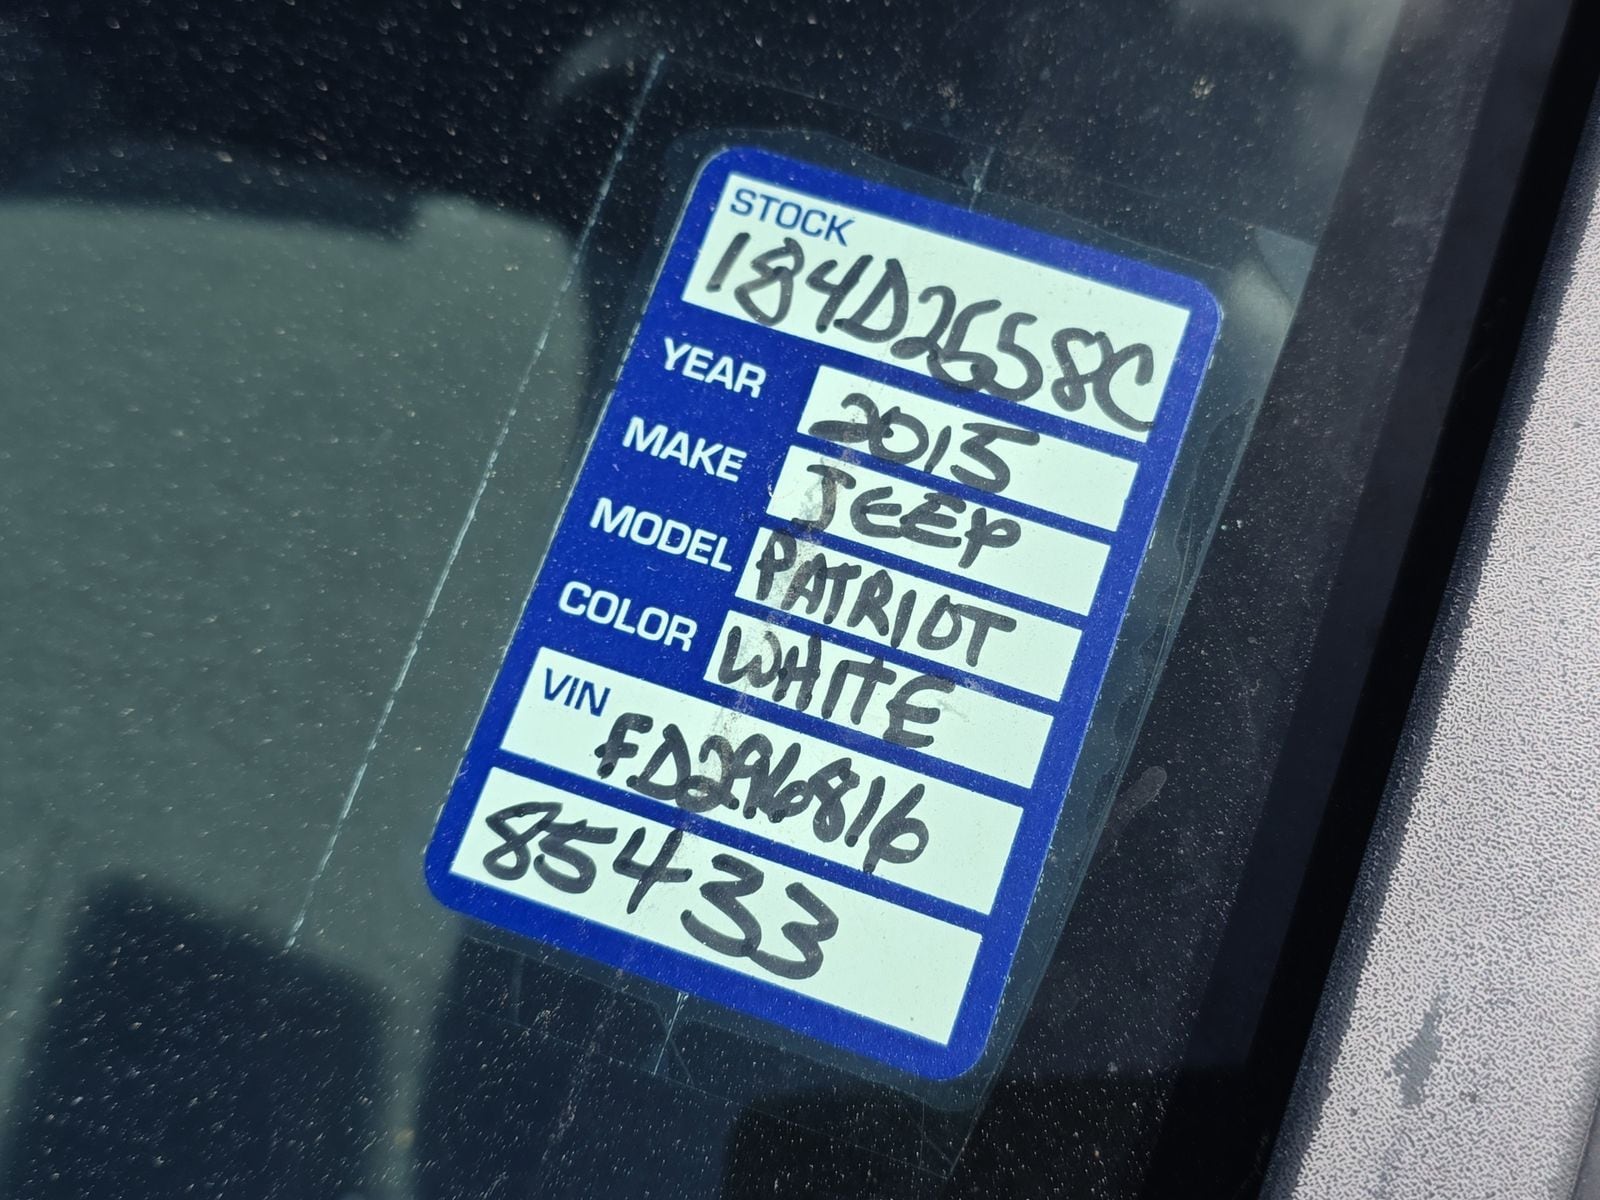 STOCK
184D2658C
YEAR 2015
MAKE JEEP
MODEL PATRIOT
COLOR WHITE
VIN
FD296816
85433